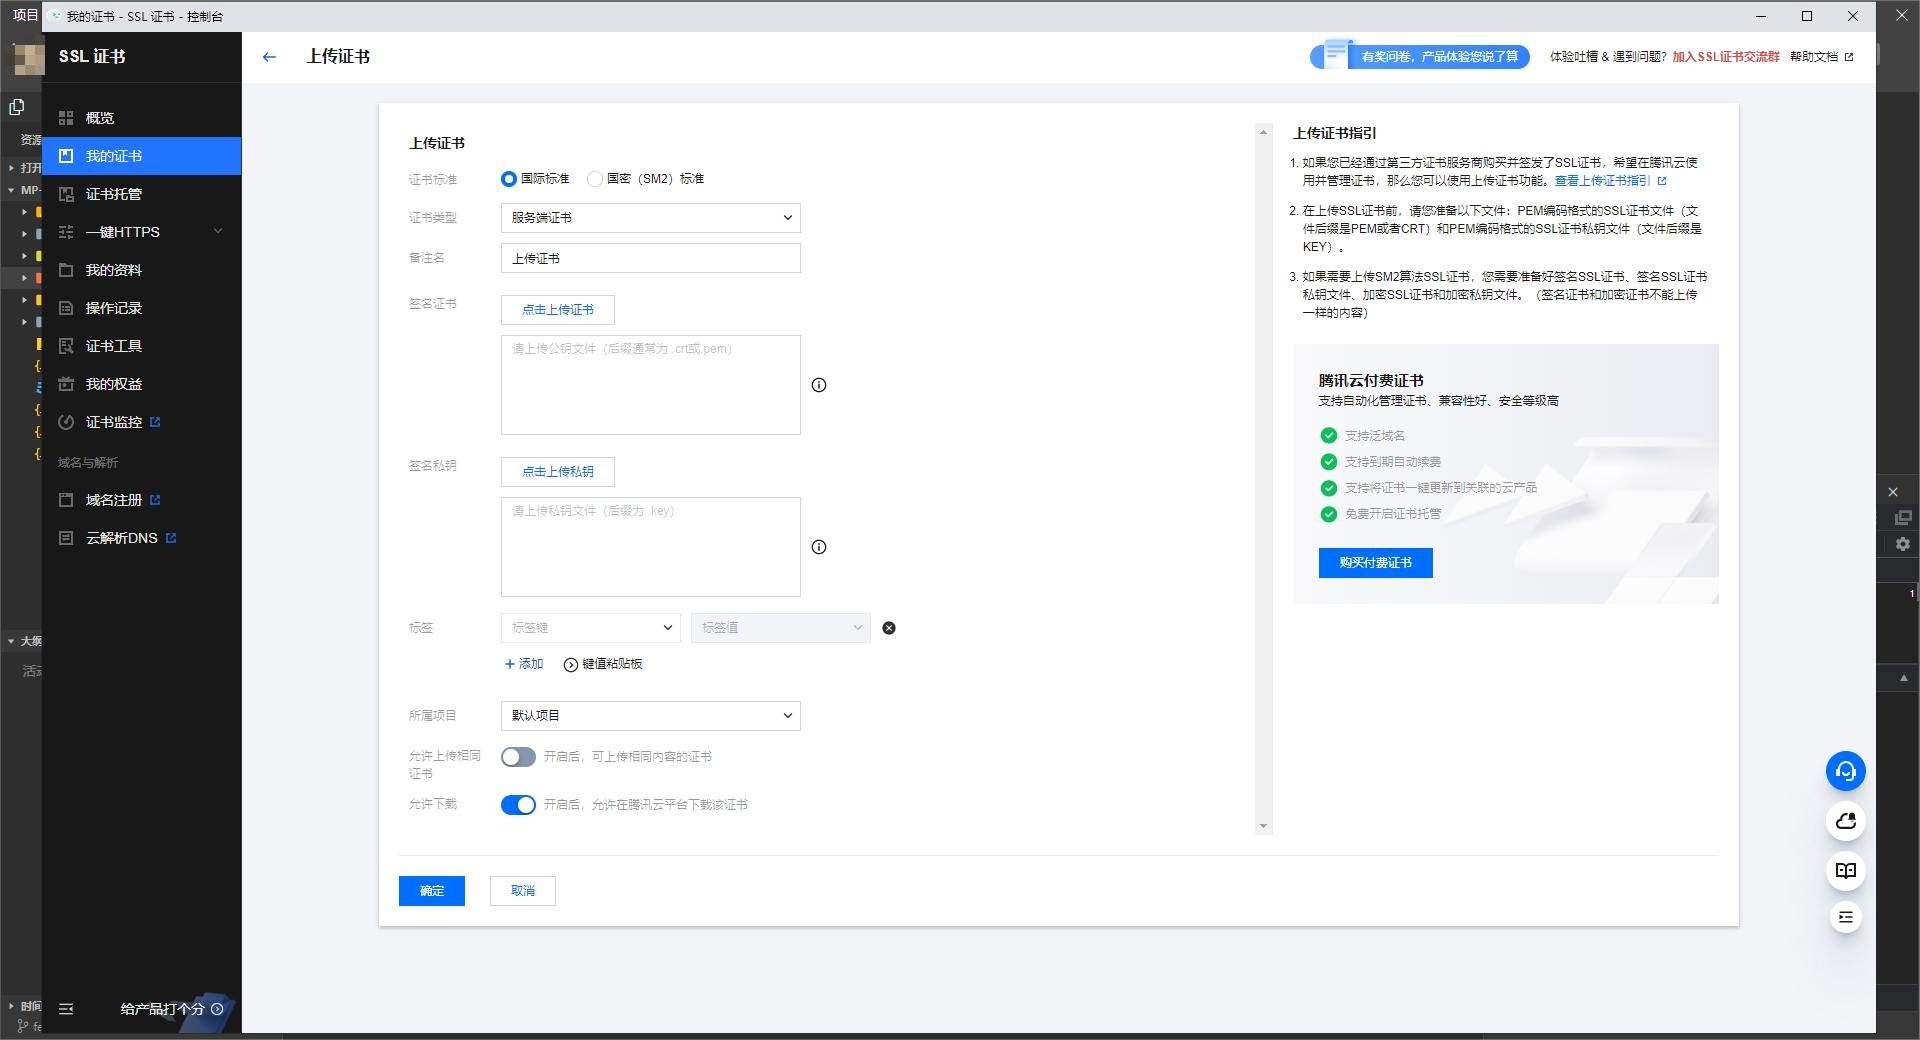 项目
我的证书 - SSL 证书 - 控制台
SSL 证书
上传证书
有奖问卷，产品体验您说了算
体验吐槽 & 遇到问题? 加入SSL证书交流群
帮助文档
资源
打开
MP-
大纲
活动
时间
fe
概览
我的证书
证书托管
一键HTTPS
我的资料
操作记录
证书工具
我的权益
证书监控
域名与解析
域名注册
云解析DNS
给产品打个分
上传证书
证书标准
国际标准
国密（SM2）标准
证书类型
服务端证书
备注名
上传证书
签名证书
点击上传证书
请上传公钥文件（后缀通常为 .crt或.pem）
签名私钥
点击上传私钥
请上传私钥文件（后缀为 .key）
标签
标签键
标签值
添加
键值粘贴板
所属项目
默认项目
允许上传相同
证书
开启后，可上传相同内容的证书
允许下载
开启后，允许在腾讯云平台下载该证书
确定
取消
上传证书指引
1. 如果您已经通过第三方证书服务商购买并签发了SSL证书，希望在腾讯云使
用并管理证书，那么您可以使用上传证书功能。查看上传证书指引
2. 在上传SSL证书前，请您准备以下文件：PEM编码格式的SSL证书文件（文
件后缀是PEM或者CRT）和PEM编码格式的SSL证书私钥文件（文件后缀是
KEY）。
3. 如果需要上传SM2算法SSL证书，您需要准备好签名SSL证书、签名SSL证书
私钥文件、加密SSL证书和加密私钥文件。（签名证书和加密证书不能上传
一样的内容）
腾讯云付费证书
支持自动化管理证书、兼容性好、安全等级高
支持泛域名
支持到期自动续费
支持将证书一键更新到关联的云产品
免费开启证书托管
购买付费证书
1